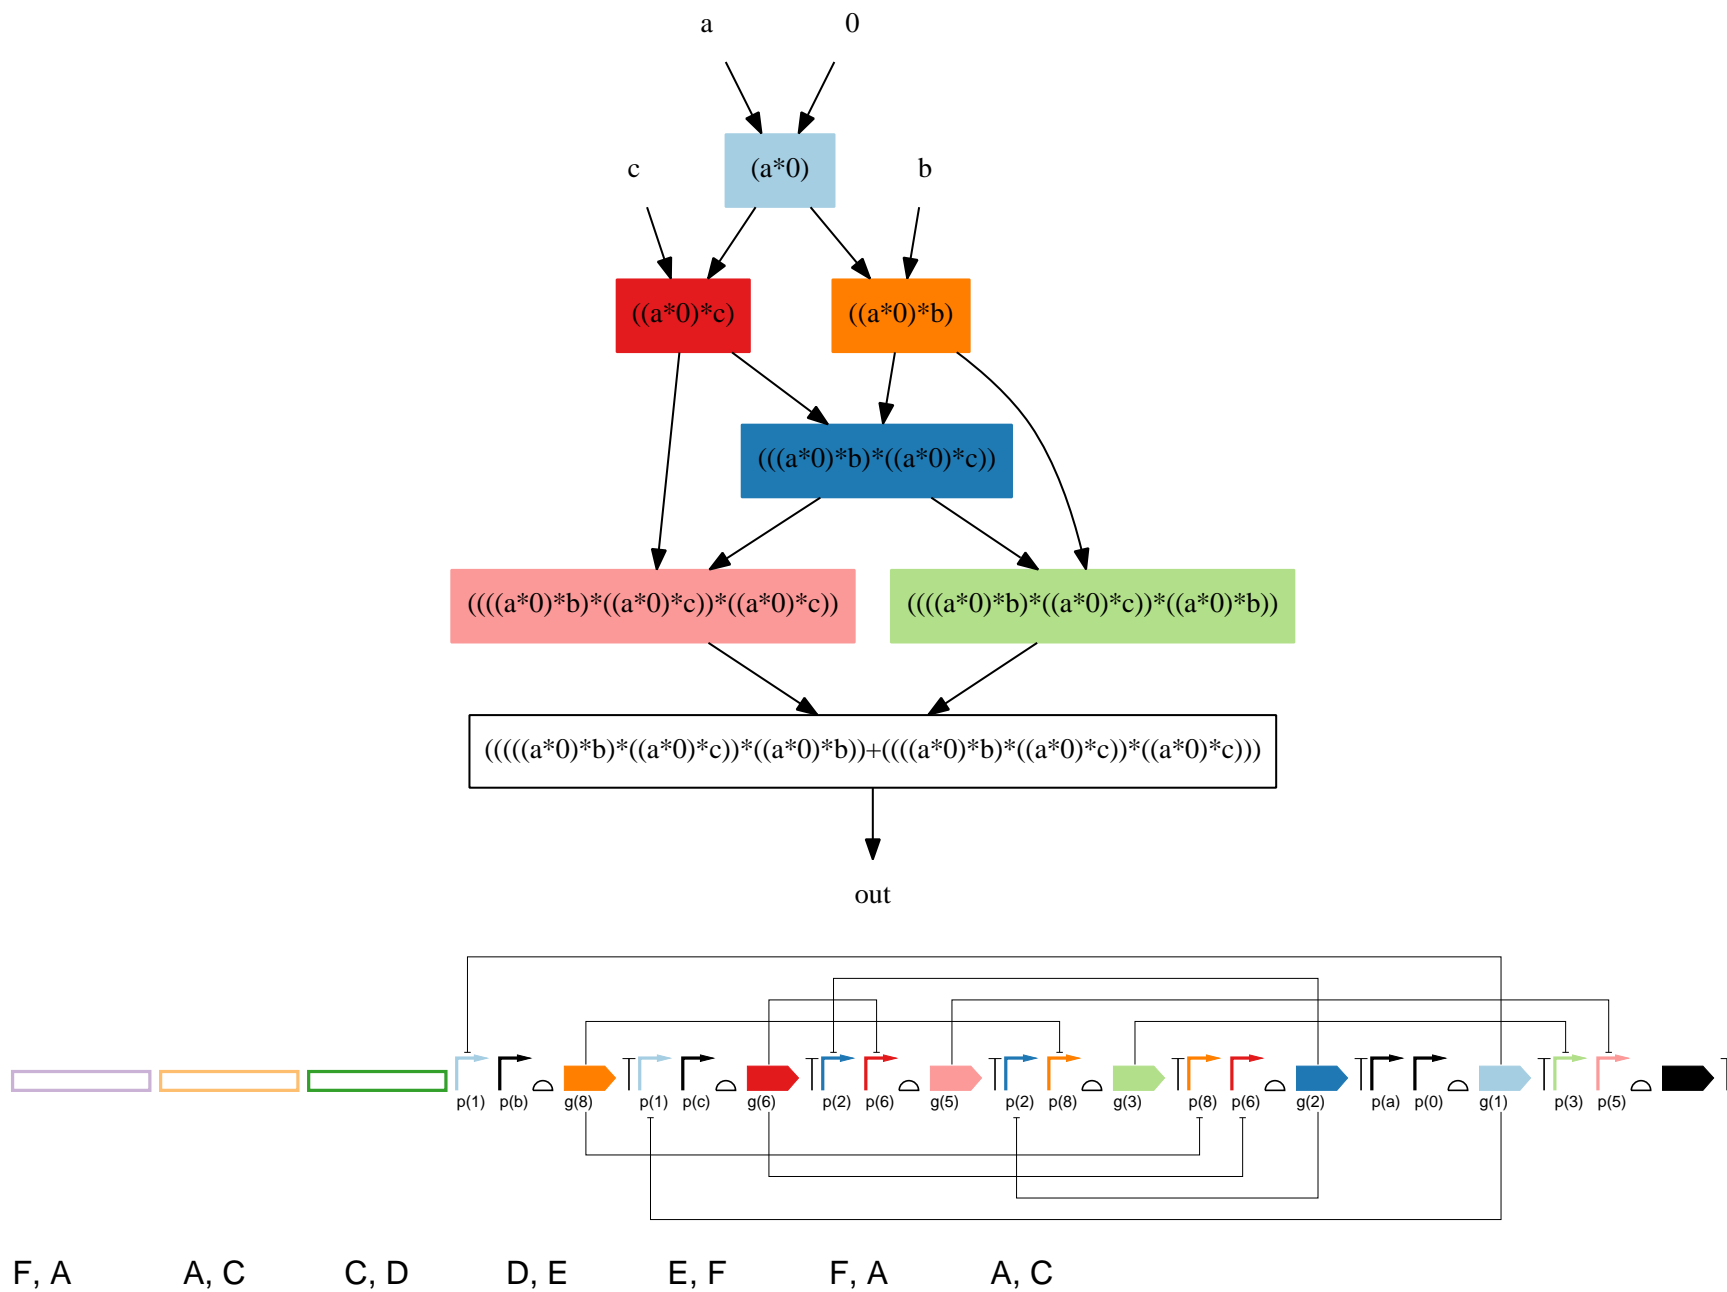 a 0
(a*0)
c b
((a*0)*c) ((a*0)*b)
(((a*0)*b)*((a*0)*c))
((((a*0)*b)*((a*0)*c))*((a*0)*c)) ((((a*0)*b)*((a*0)*c))*((a*0)*b))
(((((a*0)*b)*((a*0)*c))*((a*0)*b))+((((a*0)*b)*((a*0)*c))*((a*0)*c)))
out
p(1) p(b) g(8) p(1) p(c) g(6) p(2) p(6) g(5) p(2) p(8) g(3) p(8) p(6) g(2) p(a) p(0) g(1) p(3) p(5)
F, A A, C C, D D, E E, F F, A A, C